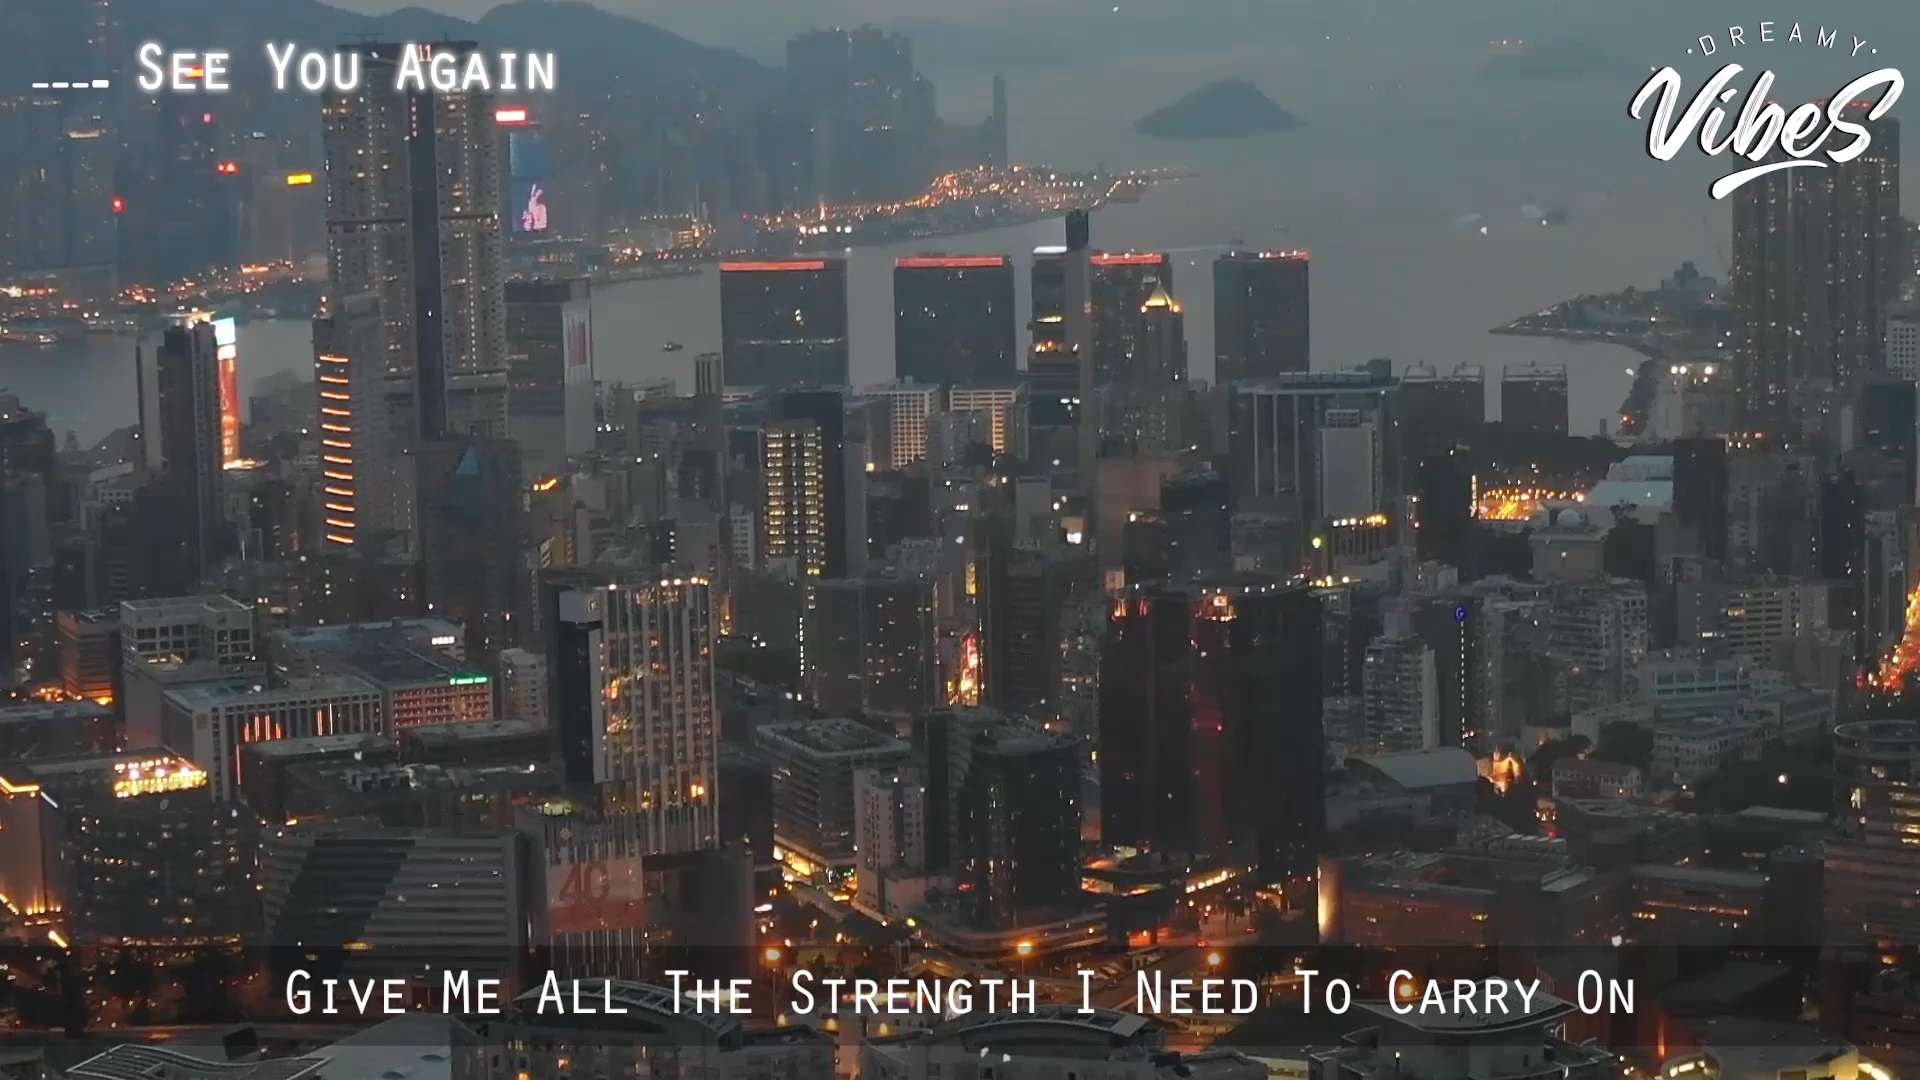 ---- See You Again
DREAMY
Vibes
Give Me All The Strength I Need To Carry On